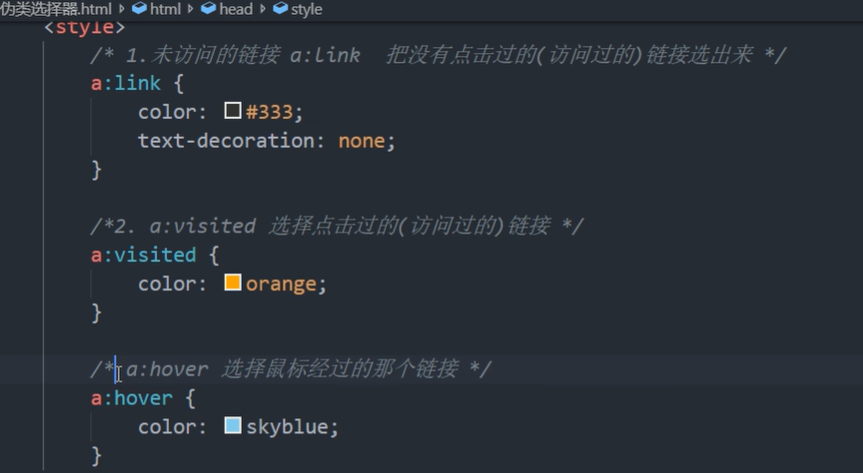 伪类选择器.html > html > head > style
<style>
/* 1.未访问的链接 a:link  把没有点击过的(访问过的)链接选出来 */
a:link {
color: #333;
text-decoration: none;
}
/*2. a:visited 选择点击过的(访问过的)链接 */
a:visited {
color: orange;
}
/* a:hover 选择鼠标经过的那个链接 */
a:hover {
color: skyblue;
}